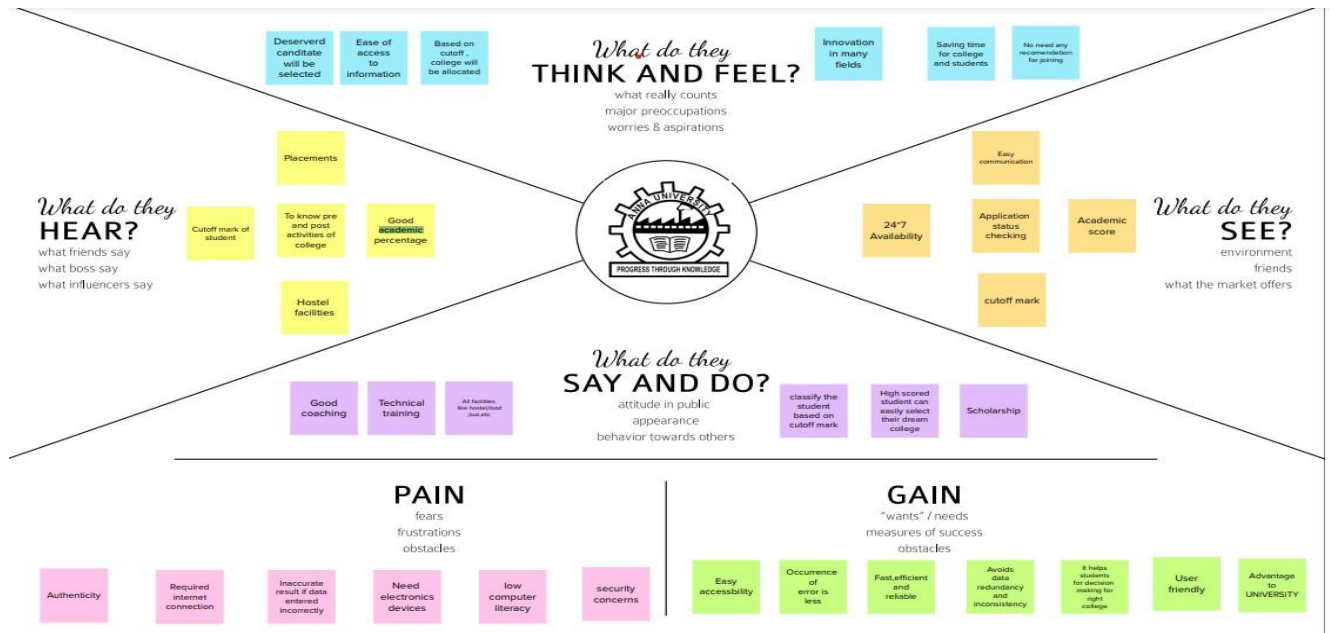 Deserverd
canditate
will be
selected
Ease of
access
to
information
Based on
cutoff ,
college will
be allocated
What do they
THINK AND FEEL?
what really counts
major preoccupations
worries & aspirations
Innovation
in many
fields
Saving time
for college
and students
No need any
recomendetion
for joining
What do they
HEAR?
what friends say
what boss say
what influencers say
Placements
Cutoff mark of
student
To know pre
and post
activities of
college
Good
academic
percentage
Hostel
facilities
ANNA UNIVERSITY
PROGRESS THROUGH KNOWLEDGE
Easy
communication
24*7
Availability
Application
status
checking
Academic
score
cutoff mark
What do they
SEE?
environment
friends
what the market offers
What do they
SAY AND DO?
attitude in public
appearance
behavior towards others
Good
coaching
Technical
training
All facilities
like hostel/food
,bus,etc
classify the
student
based on
cutoff mark
High scored
student can
easily select
their dream
college
Scholarship
PAIN
fears
frustrations
obstacles
Authenticity
Required
internet
connection
Inaccurate
result if data
entered
incorrectly
Need
electronics
devices
low
computer
literacy
security
concerns
GAIN
"wants" / needs
measures of success
obstacles
Easy
accessbility
Occurrence
of
error is
less
Fast,efficient
and
reliable
Avoids
data
redundancy
and
inconsistency
It helps
students
for decision
making for
right
college
User
friendly
Advantage
to
UNIVERSITY